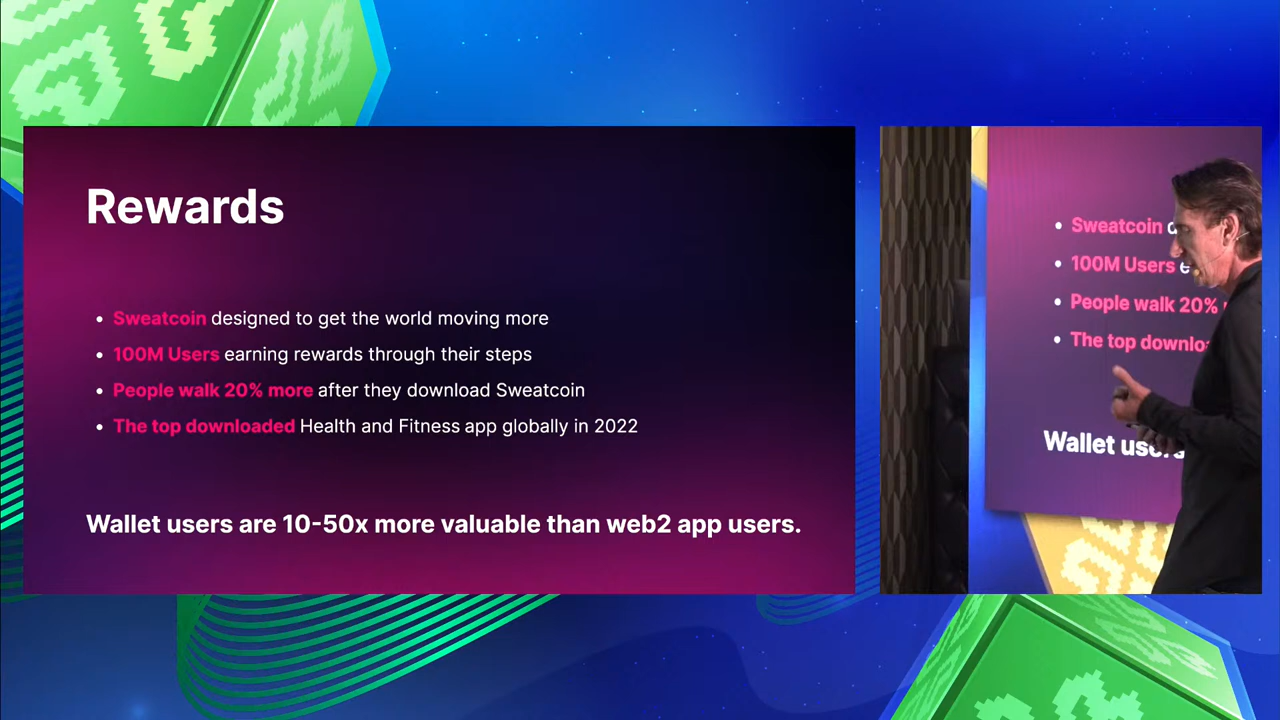 Rewards
• Sweatcoin designed to get the world moving more
• 100M Users earning rewards through their steps
• People walk 20% more after they download Sweatcoin
• The top downloaded Health and Fitness app globally in 2022
Wallet users are 10-50x more valuable than web2 app users.
• Sweatcoin
• 100M Users e
• People walk 20%
• The top downloa
Wallet users